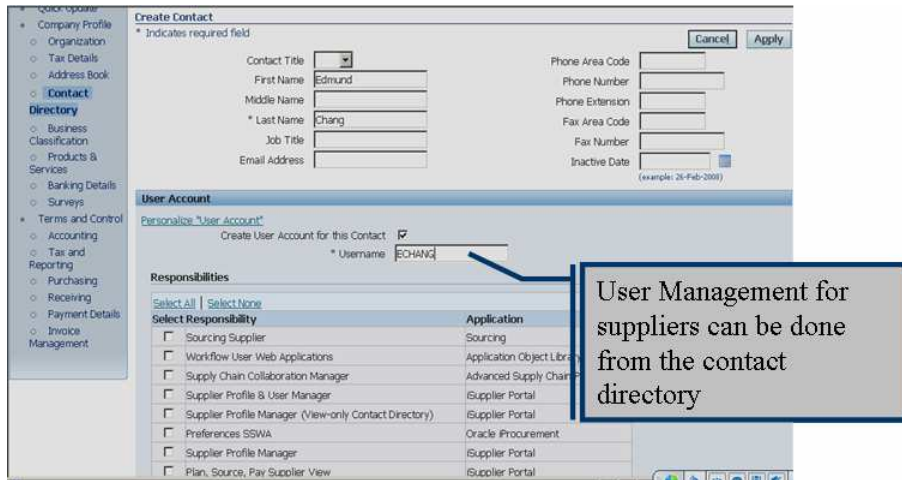 Quick Update
Company Profile
Organization
Tax Details
Address Book
Contact
Directory
Business
Classification
Products &
Services
Banking Details
Surveys
Terms and Control
Accounting
Tax and
Reporting
Purchasing
Receiving
Payment Details
Invoice
Management
Create Contact
* Indicates required field
Cancel Apply
Contact Title
First Name Edmund
Middle Name
* Last Name Chang
Job Title
Email Address
Phone Area Code
Phone Number
Phone Extension
Fax Area Code
Fax Number
Inactive Date
(example: 26-Feb-2008)
User Account
Personalize "User Account"
Create User Account for this Contact
* Username ECHANG
Responsibilities
Select All | Select None
Select Responsibility Application
Sourcing Supplier Sourcing
Workflow User Web Applications Application Object Library
Supply Chain Collaboration Manager Advanced Supply Chain P
Supplier Profile & User Manager iSupplier Portal
Supplier Profile Manager (View-only Contact Directory) iSupplier Portal
Preferences SSWA Oracle iProcurement
Supplier Profile Manager iSupplier Portal
Plan, Source, Pay Supplier View iSupplier Portal
User Management for
suppliers can be done
from the contact
directory